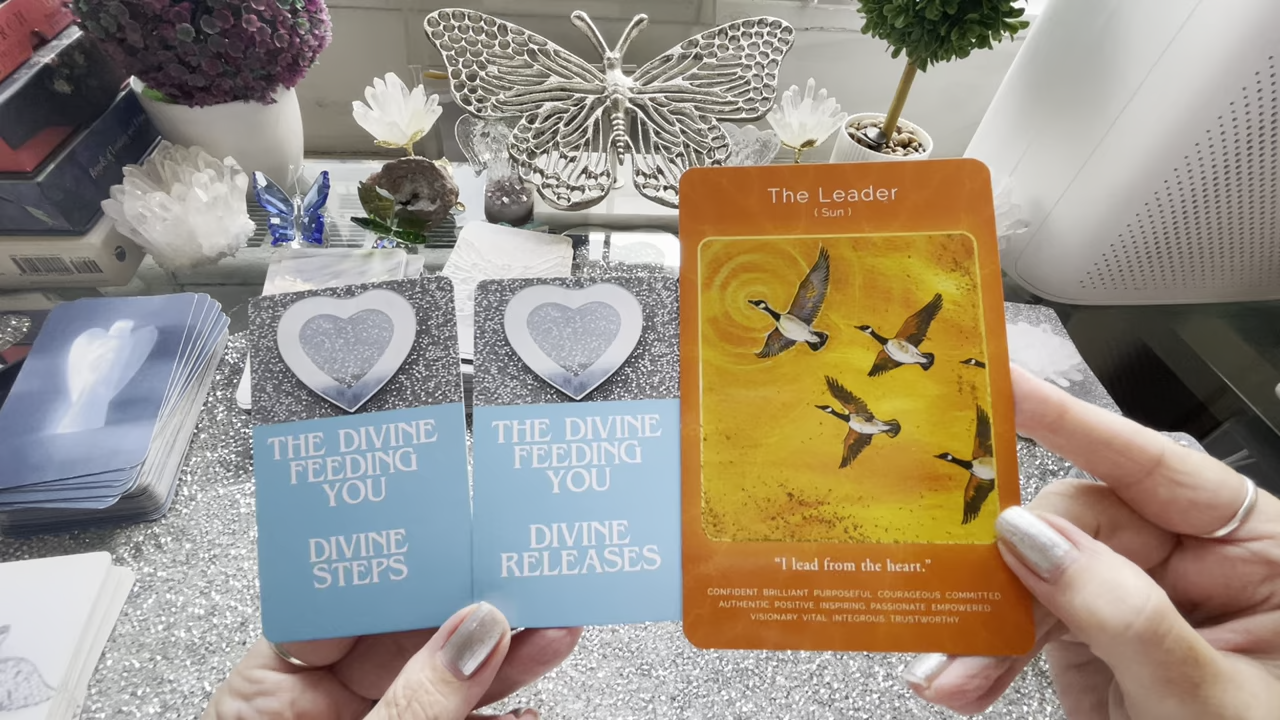 THE DIVINE
FEEDING
YOU
DIVINE
STEPS
THE DIVINE
FEEDING
YOU
DIVINE
RELEASES
The Leader
( Sun )
“I lead from the heart.”
CONFIDENT BRILLIANT PURPOSEFUL COURAGEOUS COMMITTED
AUTHENTIC POSITIVE INSPIRING PASSIONATE EMPOWERED
VISIONARY VITAL INTEGROUS TRUSTWORTHY